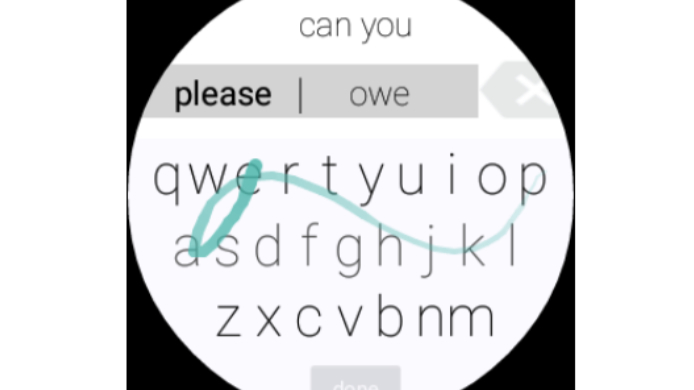 can you
please | owe
q w e r t y u i o p
a s d f g h j k l
z x c v b n m
done